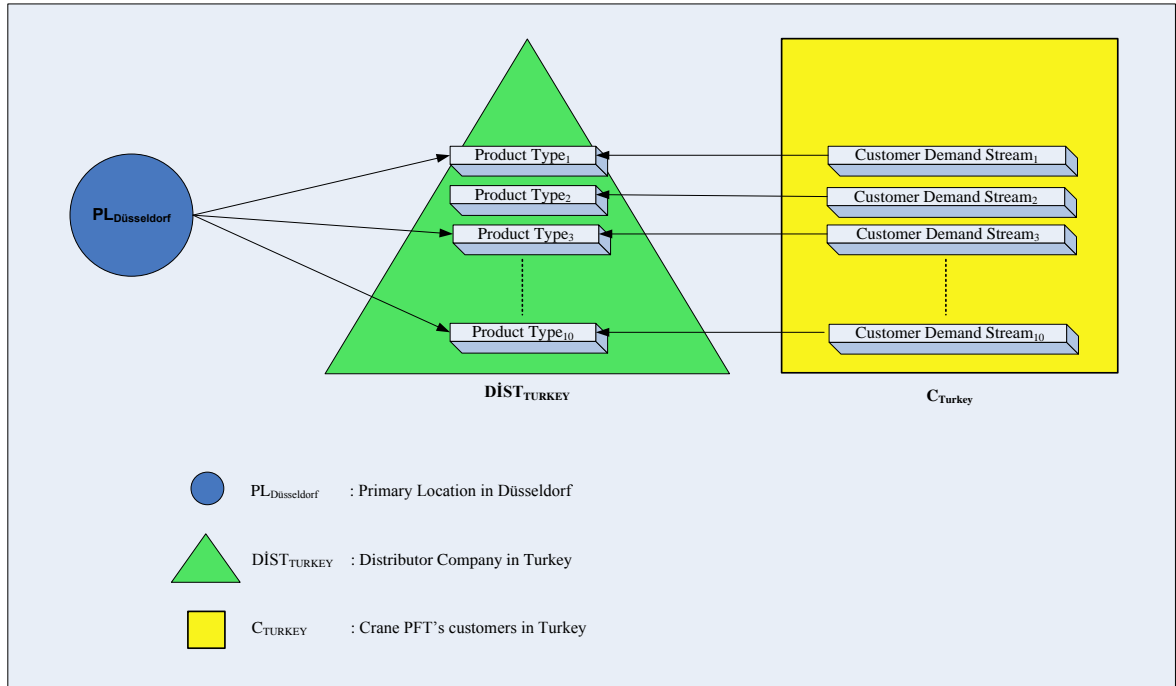 Product Type1
Customer Demand Stream1
Product Type2
Customer Demand Stream2
PLDüsseldorf
Product Type3
Customer Demand Stream3
Product Type10
Customer Demand Stream10
DİSTTURKEY
CTurkey
PLDüsseldorf : Primary Location in Düsseldorf
DİSTTURKEY : Distributor Company in Turkey
CTURKEY : Crane PFT's customers in Turkey